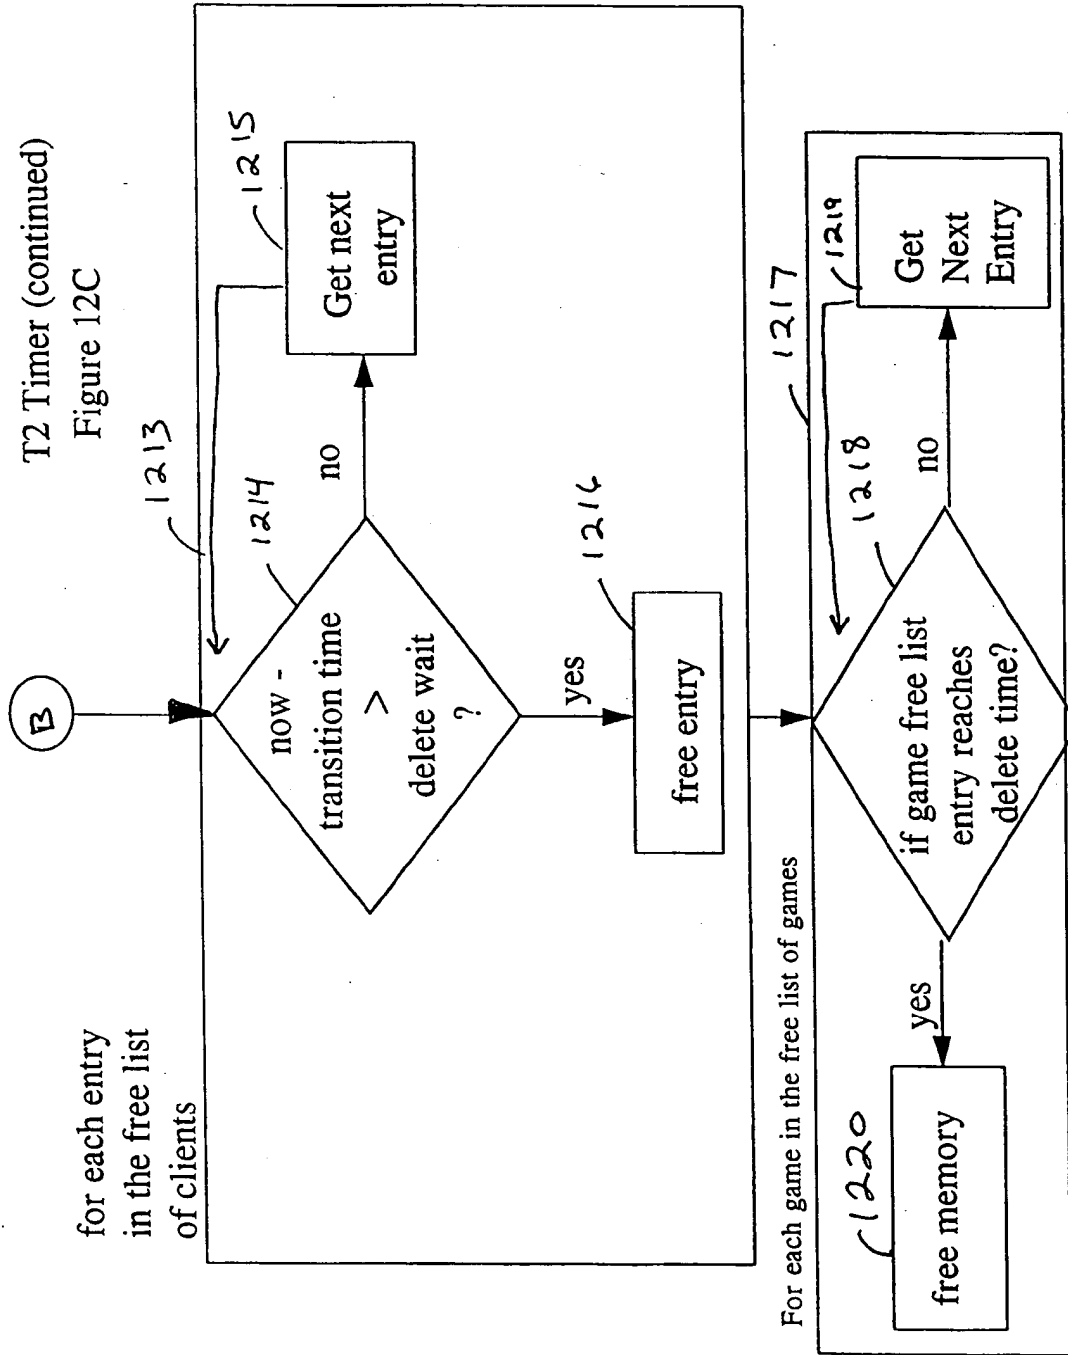 T2 Timer (continued)
Figure 12C
B
for each entry
in the free list
of clients
1213
now -
transition time
>
delete wait
?
1214
no
Get next
entry
1215
yes
free entry
1216
For each game in the free list of games
1217
if game free list
entry reaches
delete time?
1218
no
Get
Next
Entry
1219
yes
free memory
1220